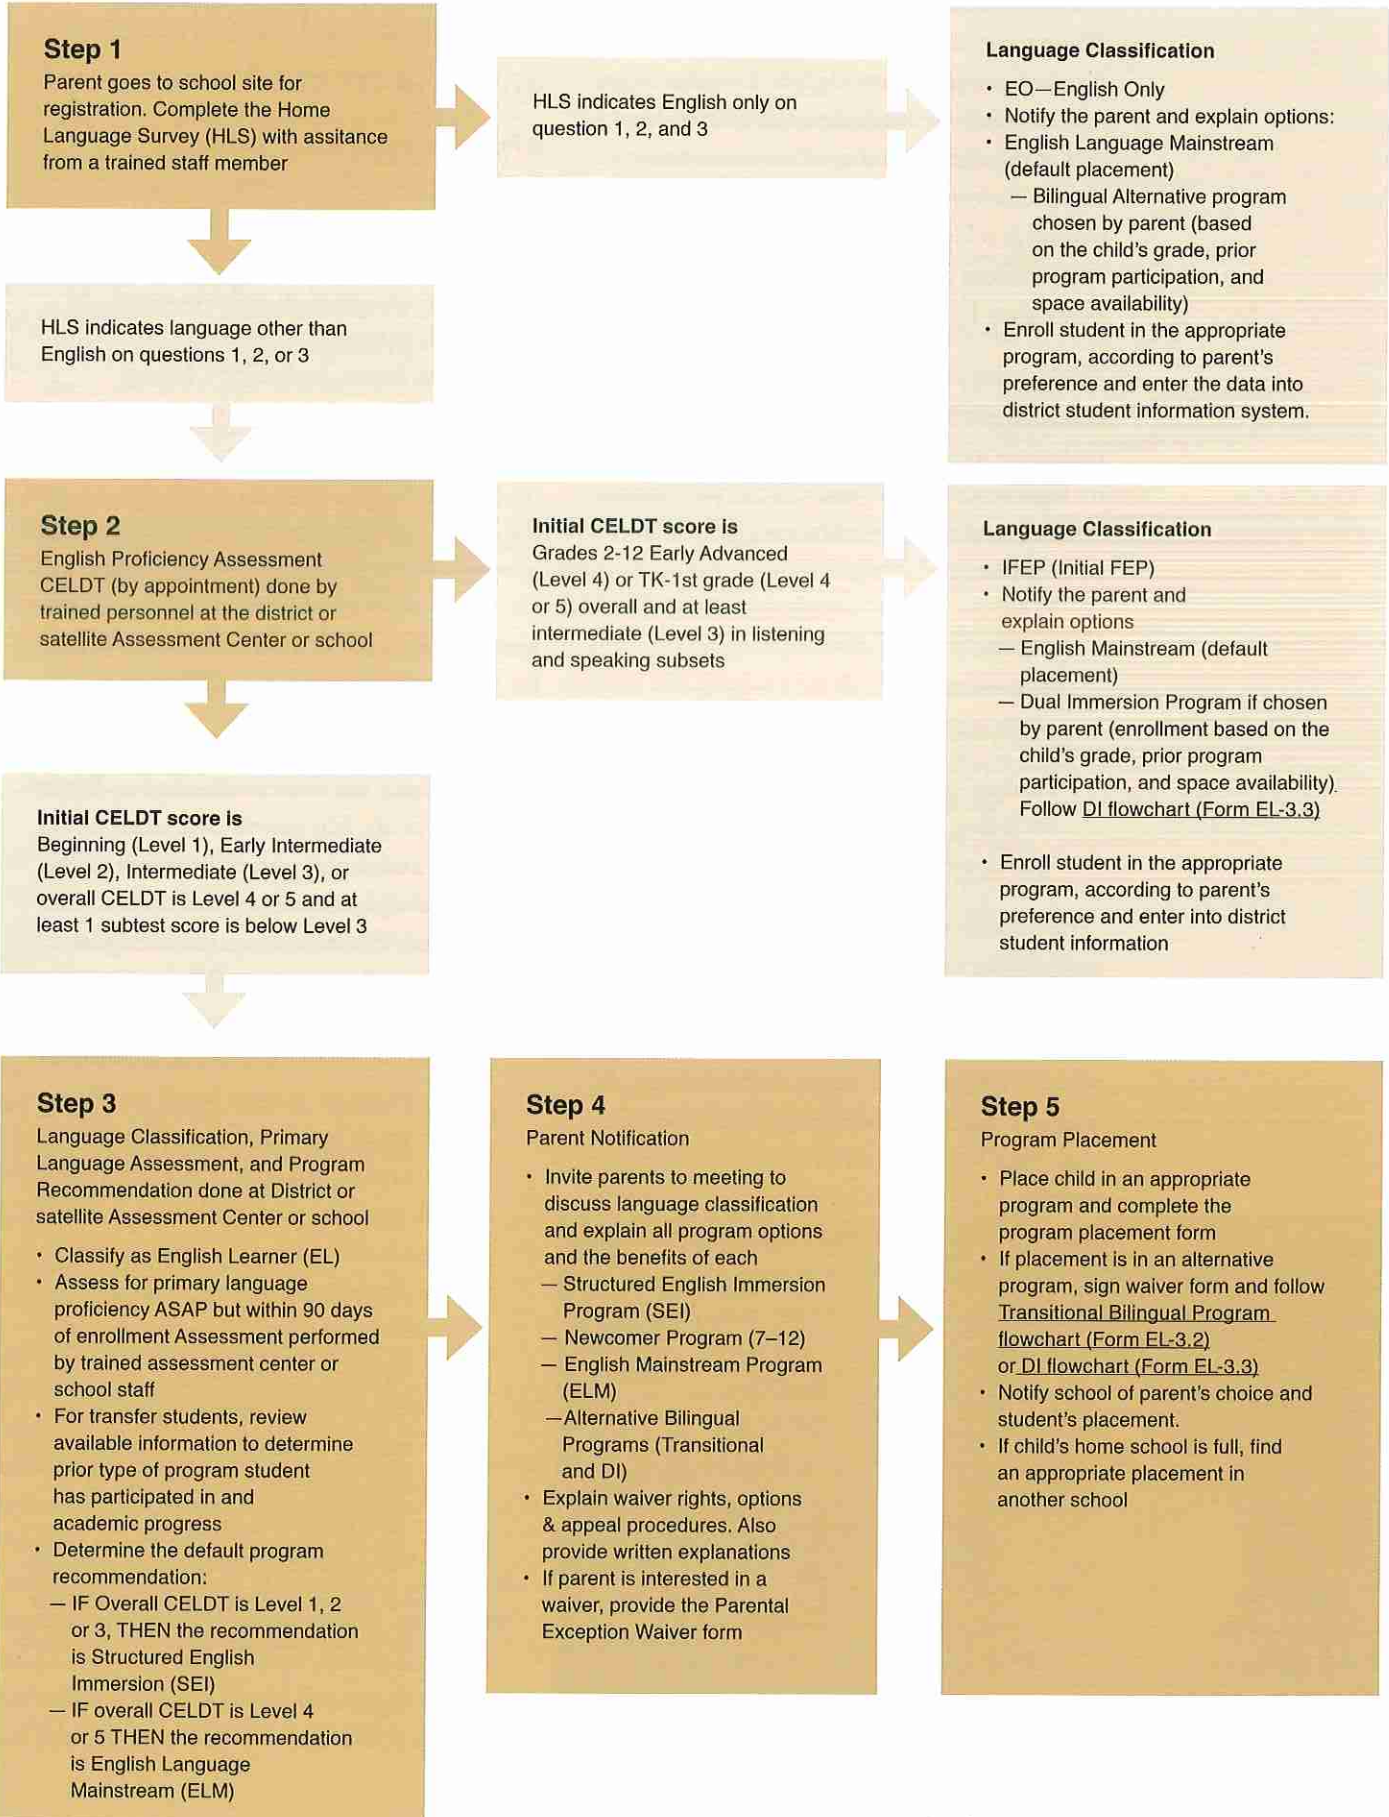 Step 1
Parent goes to school site for
registration. Complete the Home
Language Survey (HLS) with assitance
from a trained staff member
HLS indicates English only on
question 1, 2, and 3
Language Classification
• EO—English Only
• Notify the parent and explain options:
• English Language Mainstream
(default placement)
— Bilingual Alternative program
chosen by parent (based
on the child's grade, prior
program participation, and
space availability)
• Enroll student in the appropriate
program, according to parent's
preference and enter the data into
district student information system.
HLS indicates language other than
English on questions 1, 2, or 3
Step 2
English Proficiency Assessment
CELDT (by appointment) done by
trained personnel at the district or
satellite Assessment Center or school
Initial CELDT score is
Grades 2-12 Early Advanced
(Level 4) or TK-1st grade (Level 4
or 5) overall and at least
intermediate (Level 3) in listening
and speaking subsets
Language Classification
• IFEP (Initial FEP)
• Notify the parent and
explain options
— English Mainstream (default
placement)
— Dual Immersion Program if chosen
by parent (enrollment based on the
child's grade, prior program
participation, and space availability).
Follow DI flowchart (Form EL-3.3)
• Enroll student in the appropriate
program, according to parent's
preference and enter into district
student information
Initial CELDT score is
Beginning (Level 1), Early Intermediate
(Level 2), Intermediate (Level 3), or
overall CELDT is Level 4 or 5 and at
least 1 subtest score is below Level 3
Step 3
Language Classification, Primary
Language Assessment, and Program
Recommendation done at District or
satellite Assessment Center or school
• Classify as English Learner (EL)
• Assess for primary language
proficiency ASAP but within 90 days
of enrollment Assessment performed
by trained assessment center or
school staff
• For transfer students, review
available information to determine
prior type of program student
has participated in and
academic progress
• Determine the default program
recommendation:
— IF Overall CELDT is Level 1, 2
or 3, THEN the recommendation
is Structured English
Immersion (SEI)
— IF overall CELDT is Level 4
or 5 THEN the recommendation
is English Language
Mainstream (ELM)
Step 4
Parent Notification
• Invite parents to meeting to
discuss language classification
and explain all program options
and the benefits of each
— Structured English Immersion
Program (SEI)
— Newcomer Program (7–12)
— English Mainstream Program
(ELM)
—Alternative Bilingual
Programs (Transitional
and DI)
• Explain waiver rights, options
& appeal procedures. Also
provide written explanations
• If parent is interested in a
waiver, provide the Parental
Exception Waiver form
Step 5
Program Placement
• Place child in an appropriate
program and complete the
program placement form
• If placement is in an alternative
program, sign waiver form and follow
Transitional Bilingual Program
flowchart (Form EL-3.2)
or DI flowchart (Form EL-3.3)
• Notify school of parent's choice and
student's placement.
• If child's home school is full, find
an appropriate placement in
another school